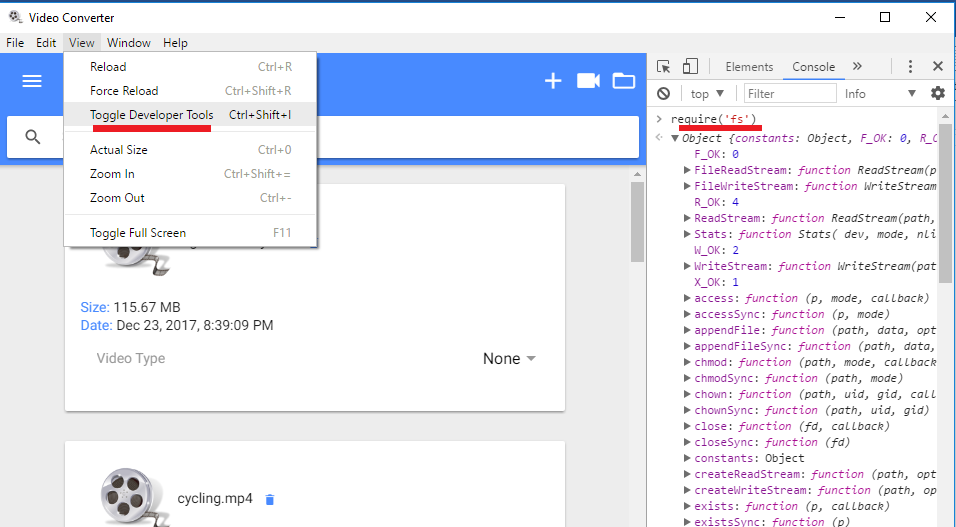 Video Converter
File Edit View Window Help
Reload Ctrl+R
Force Reload Ctrl+Shift+R
Toggle Developer Tools Ctrl+Shift+I
Actual Size Ctrl+0
Zoom In Ctrl+Shift+=
Zoom Out Ctrl+-
Toggle Full Screen F11
Size: 115.67 MB
Date: Dec 23, 2017, 8:39:09 PM
Video Type None
cycling.mp4
Elements Console »
top ▼ Filter Info ▼
> require('fs')
▼Object {constants: Object, F_OK: 0, R_O
F_OK: 0
▶FileReadStream: function ReadStream(p
▶FileWriteStream: function WriteStream
R_OK: 4
▶ReadStream: function ReadStream(path,
▶Stats: function Stats( dev, mode, nli
W_OK: 2
▶WriteStream: function WriteStream(pat
X_OK: 1
▶access: function (p, mode, callback)
▶accessSync: function (p, mode)
▶appendFile: function (path, data, opt
▶appendFileSync: function (path, data,
▶chmod: function (path, mode, callback
▶chmodSync: function (path, mode)
▶chown: function (path, uid, gid, call
▶chownSync: function (path, uid, gid)
▶close: function (fd, callback)
▶closeSync: function (fd)
▶constants: Object
▶createReadStream: function (path, opt
▶createWriteStream: function (path, op
▶exists: function (p, callback)
▶existsSync: function (p)